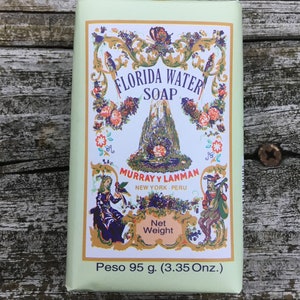 FLORIDA WATER
SOAP
MURRAY Y LANMAN
NEW YORK - PERU
Net
Weight
Peso 95 g. (3.35 Onz.)